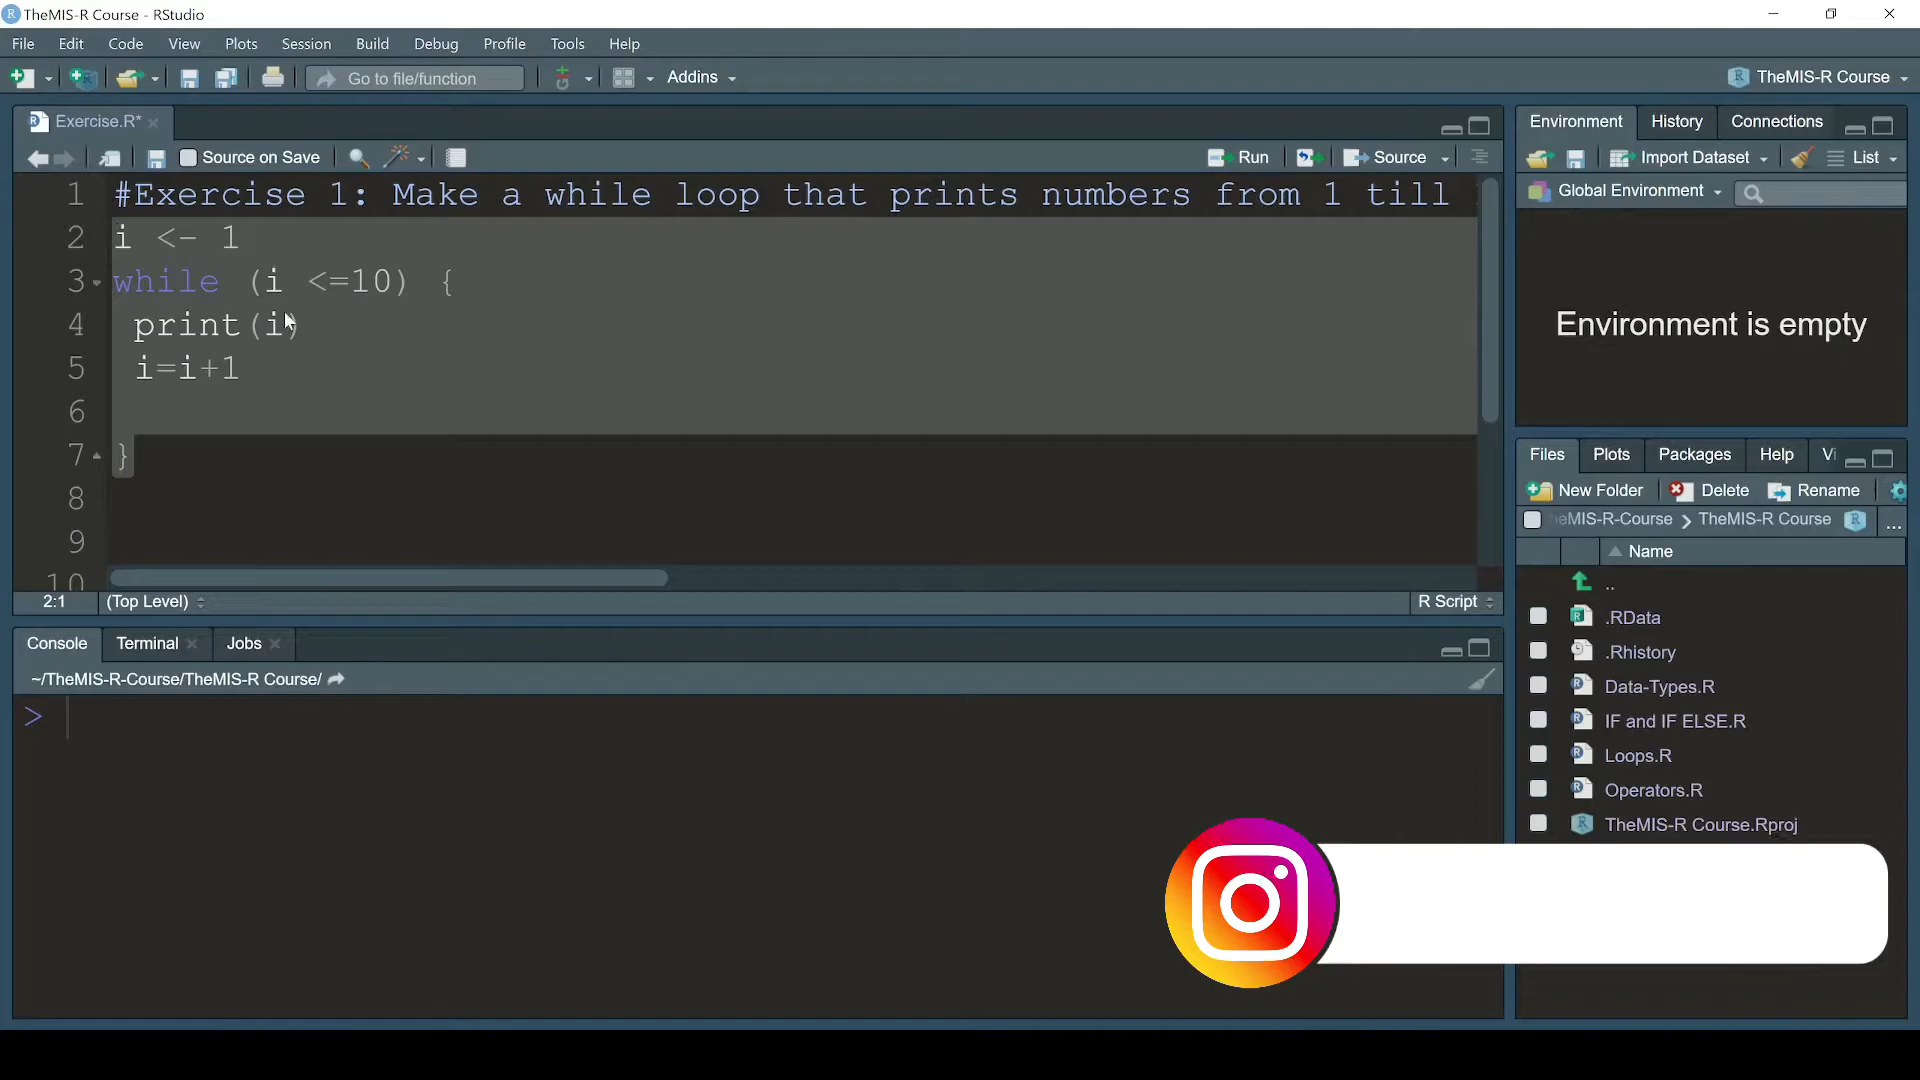 TheMIS-R Course - RStudio
File Edit Code View Plots Session Build Debug Profile Tools Help
Go to file/function Addins TheMIS-R Course
Exercise.R*
Source on Save Run Source
1 #Exercise 1: Make a while loop that prints numbers from 1 till
2 i <- 1
3 while (i <=10) {
4 print(i)
5 i=i+1
6
7 }
8
9
10
2:1 (Top Level) R Script
Console Terminal Jobs
~/TheMIS-R-Course/TheMIS-R Course/
>
Environment History Connections
Import Dataset List
Global Environment
Environment is empty
Files Plots Packages Help Vi
New Folder Delete Rename
heMIS-R-Course TheMIS-R Course ...
Name
..
.RData
.Rhistory
Data-Types.R
IF and IF ELSE.R
Loops.R
Operators.R
TheMIS-R Course.Rproj